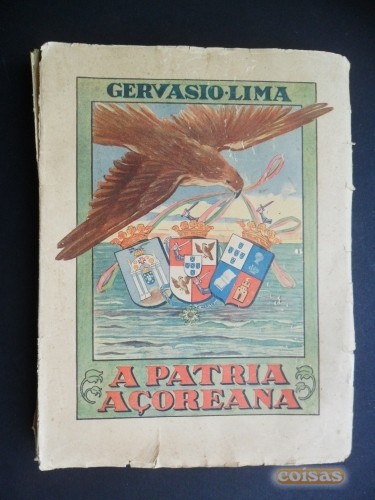 GERVASIO·LIMA
A PATRIA
AÇOREANA
coisas